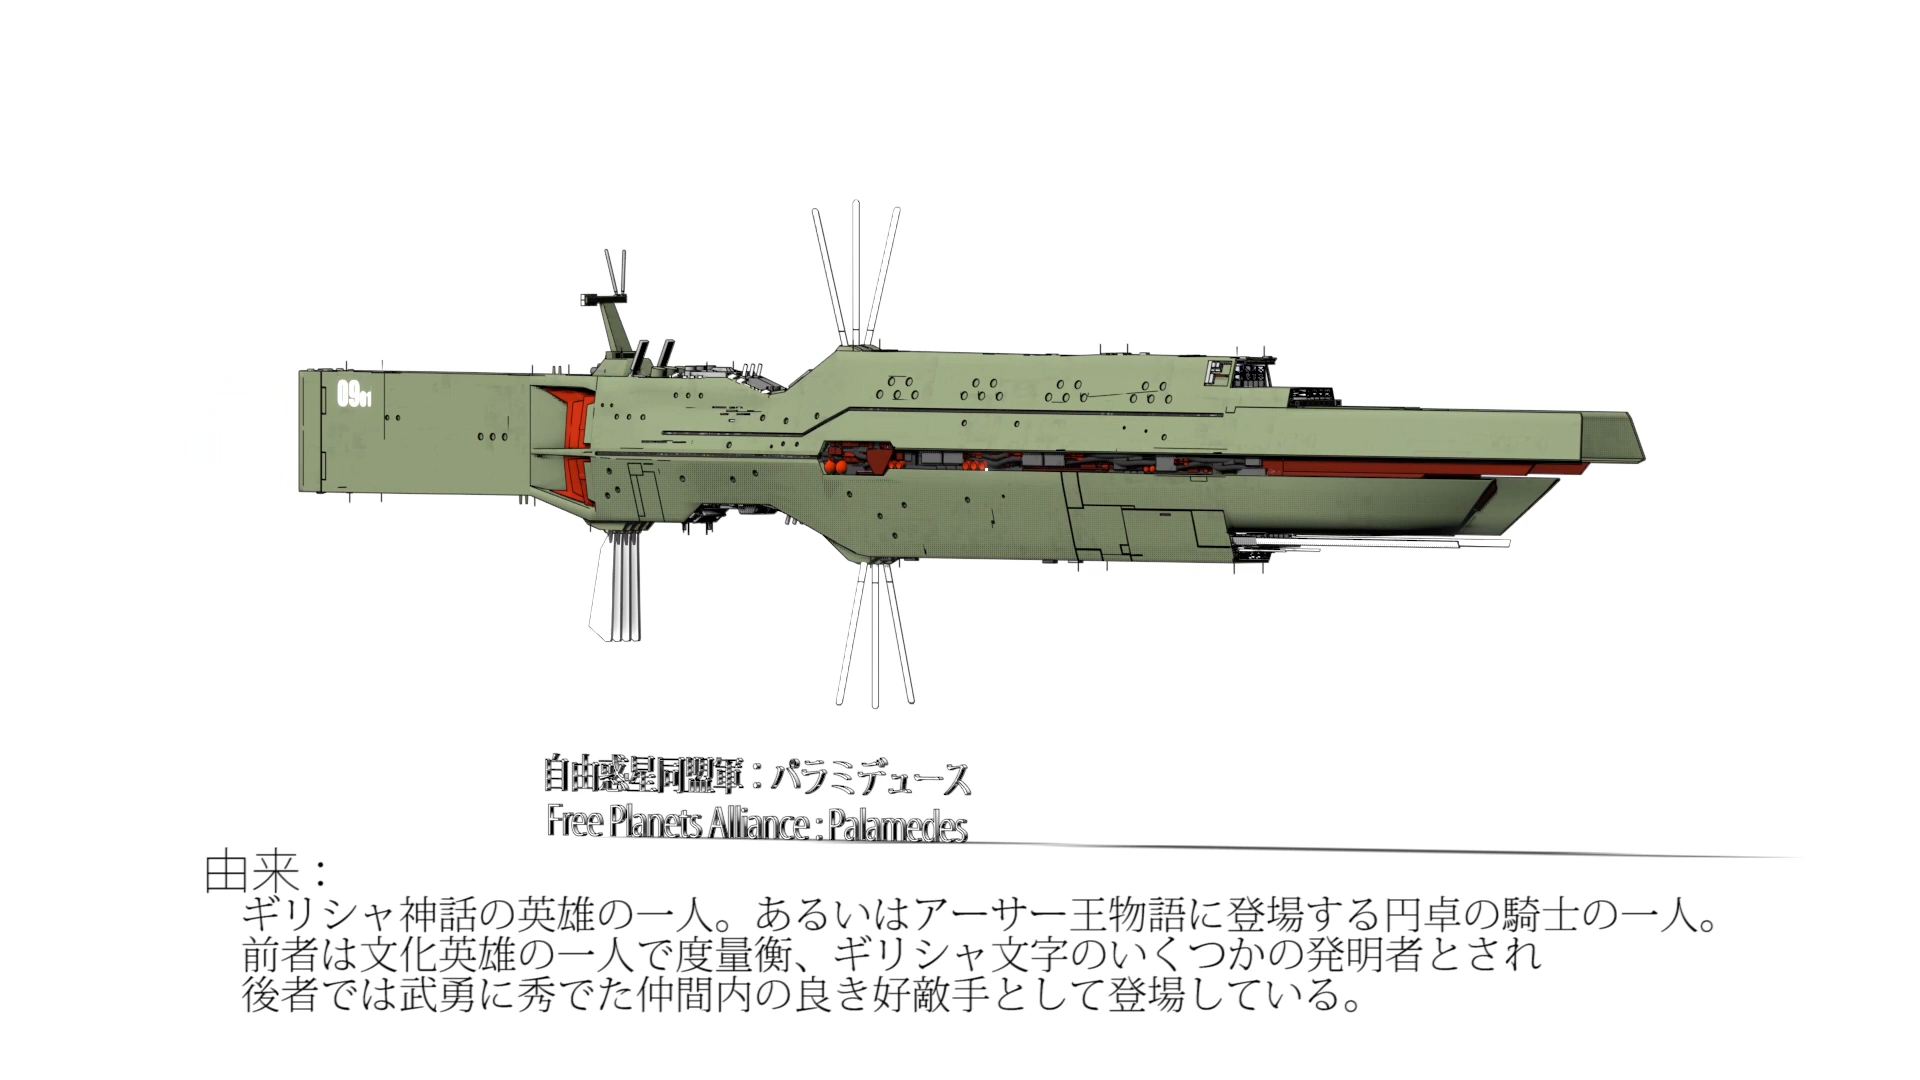 0901
自由惑星同盟軍：パラミデュース
Free Planets Alliance : Palamedes
由来：
ギリシャ神話の英雄の一人。あるいはアーサー王物語に登場する円卓の騎士の一人。
前者は文化英雄の一人で度量衡、ギリシャ文字のいくつかの発明者とされ
後者では武勇に秀でた仲間内の良き好敵手として登場している。